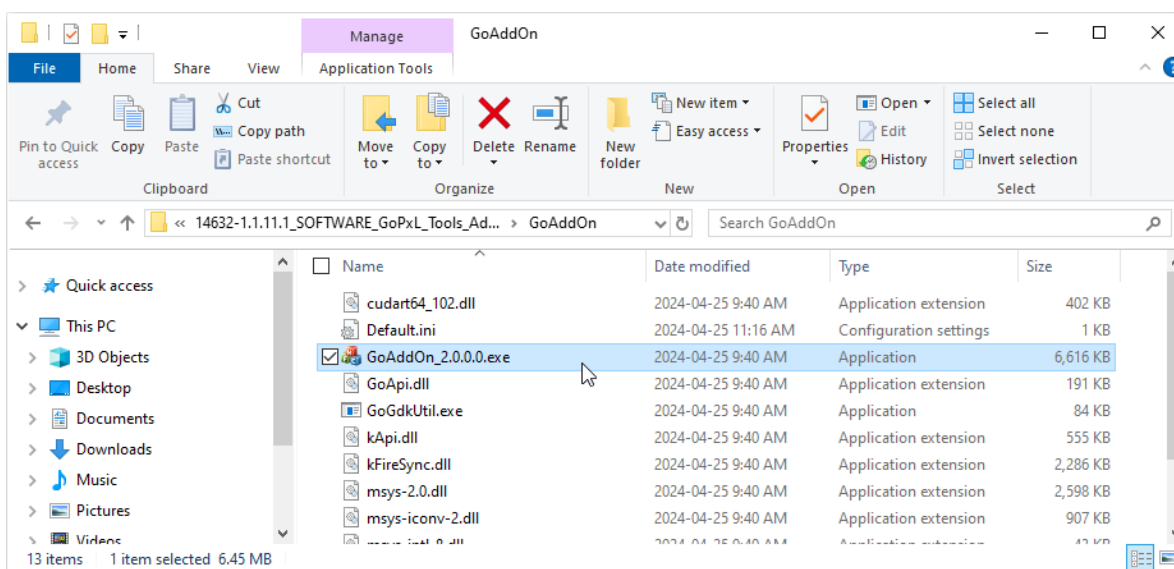 Manage GoAddOn
File Home Share View Application Tools
Cut
Copy path
Paste shortcut
Pin to Quick access
Copy
Paste
Clipboard
Move to
Copy to
Delete
Rename
Organize
New folder
New item
Easy access
New
Properties
Open
Edit
History
Open
Select all
Select none
Invert selection
Select
« 14632-1.1.11.1_SOFTWARE_GoPxL_Tools_Ad... > GoAddOn
Search GoAddOn
Quick access
This PC
3D Objects
Desktop
Documents
Downloads
Music
Pictures
Videos
Name Date modified Type Size
cudart64_102.dll 2024-04-25 9:40 AM Application extension 402 KB
Default.ini 2024-04-25 11:16 AM Configuration settings 1 KB
GoAddOn_2.0.0.0.exe 2024-04-25 9:40 AM Application 6,616 KB
GoApi.dll 2024-04-25 9:40 AM Application extension 191 KB
GoGdkUtil.exe 2024-04-25 9:40 AM Application 84 KB
kApi.dll 2024-04-25 9:40 AM Application extension 555 KB
kFireSync.dll 2024-04-25 9:40 AM Application extension 2,286 KB
msys-2.0.dll 2024-04-25 9:40 AM Application extension 2,598 KB
msys-iconv-2.dll 2024-04-25 9:40 AM Application extension 907 KB
13 items 1 item selected 6.45 MB